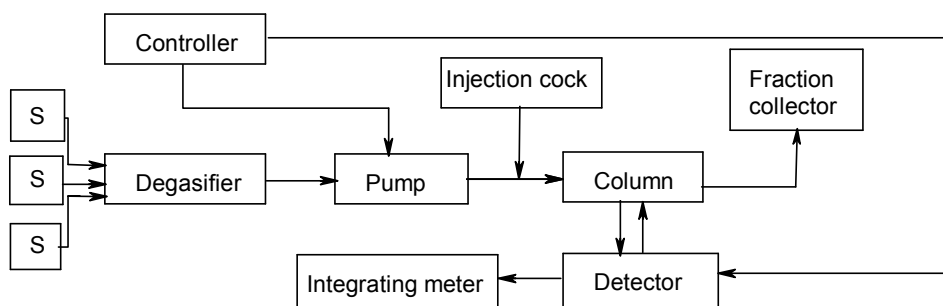 Controller
Injection cock
Fraction
collector
S
S
S
Degasifier
Pump
Column
Integrating meter
Detector